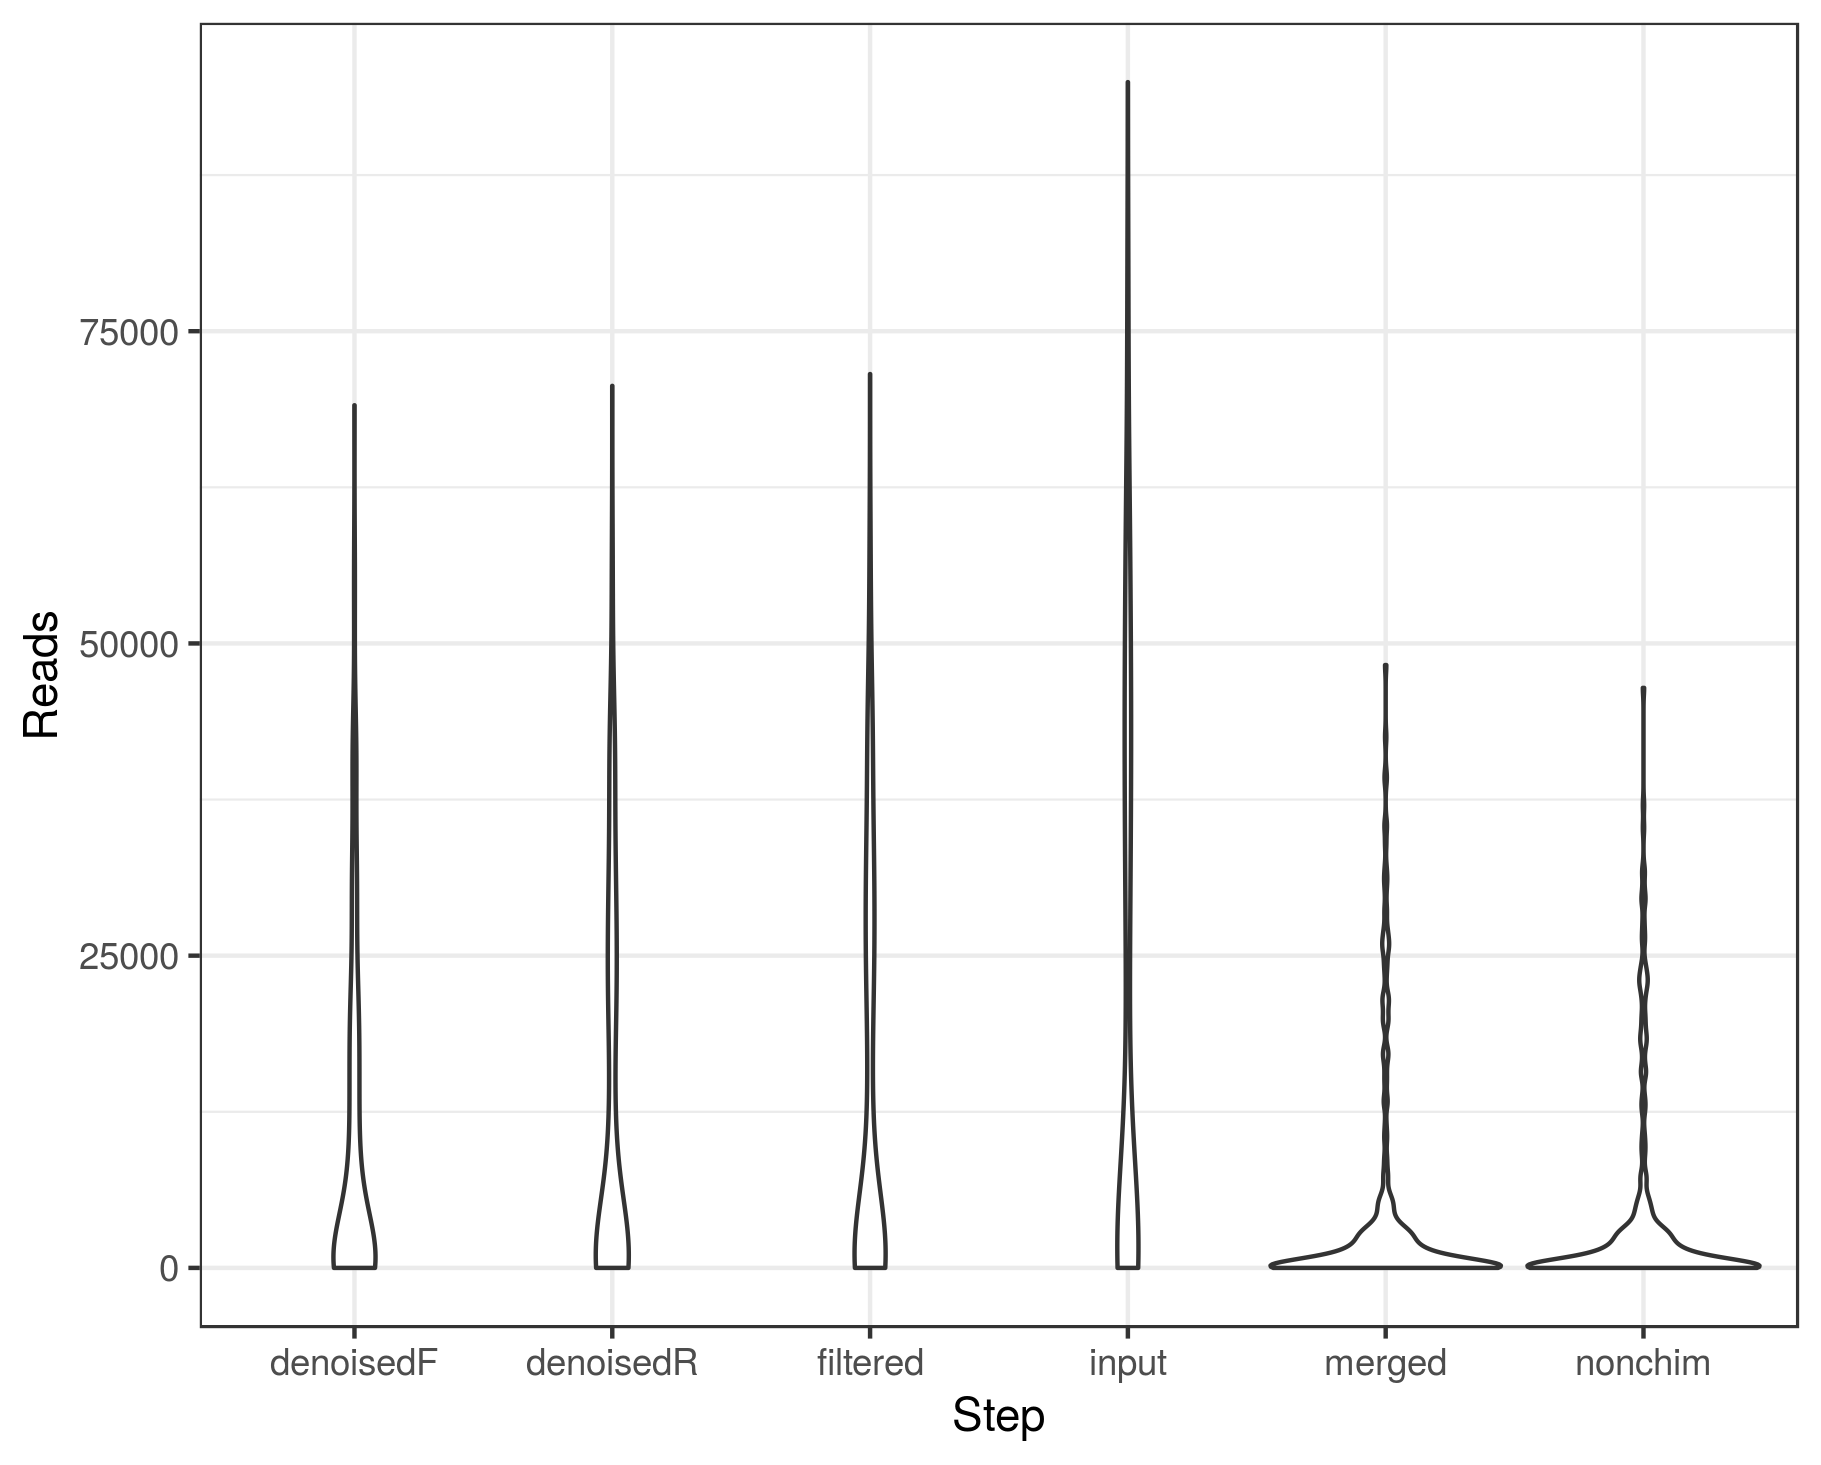 Reads
75000
50000
25000
0
denoisedF denoisedR filtered input merged nonchim
Step